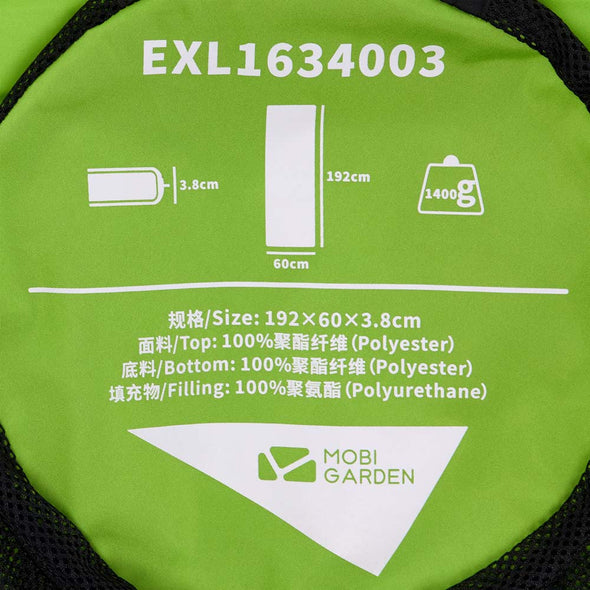 EXL1634003
192cm
3.8cm
1400g
60cm
规格/Size: 192×60×3.8cm
面料/Top: 100%聚酯纤维(Polyester)
底料/Bottom: 100%聚酯纤维(Polyester)
填充物/Filling: 100%聚氨酯(Polyurethane)
MOBI
GARDEN